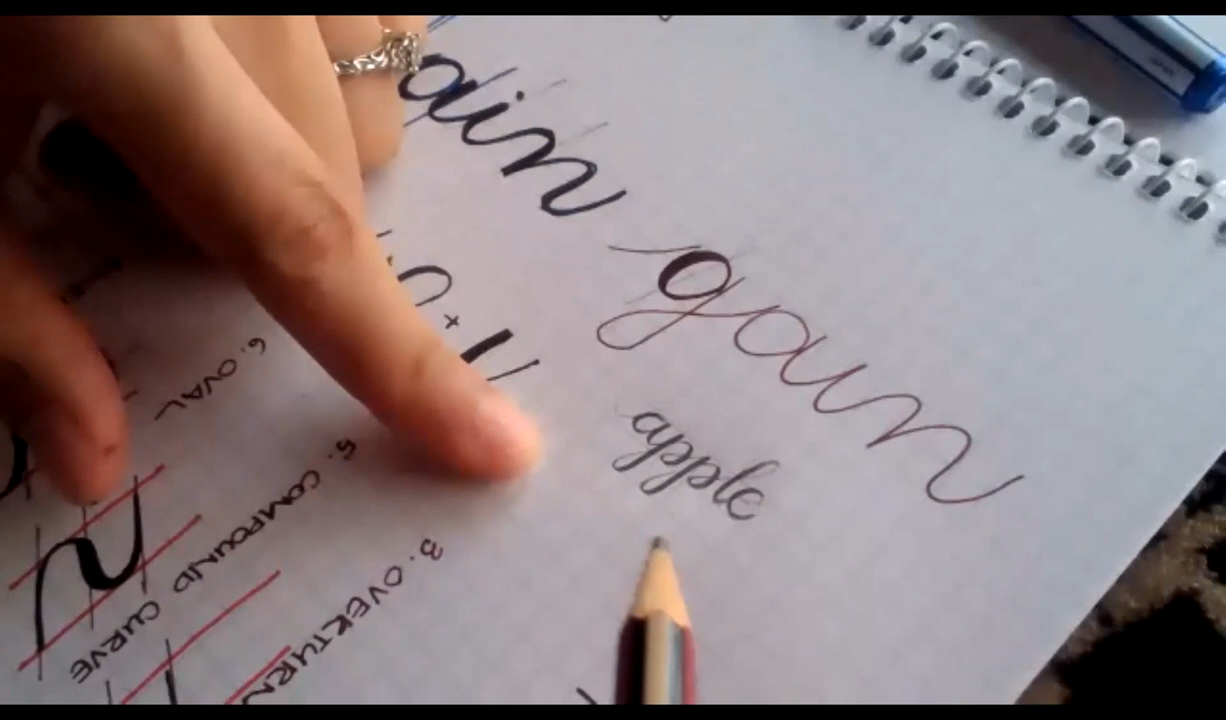 ain
gain
apple
6. OVAL
5. COMPOUND CURVE
3. OVERTURN